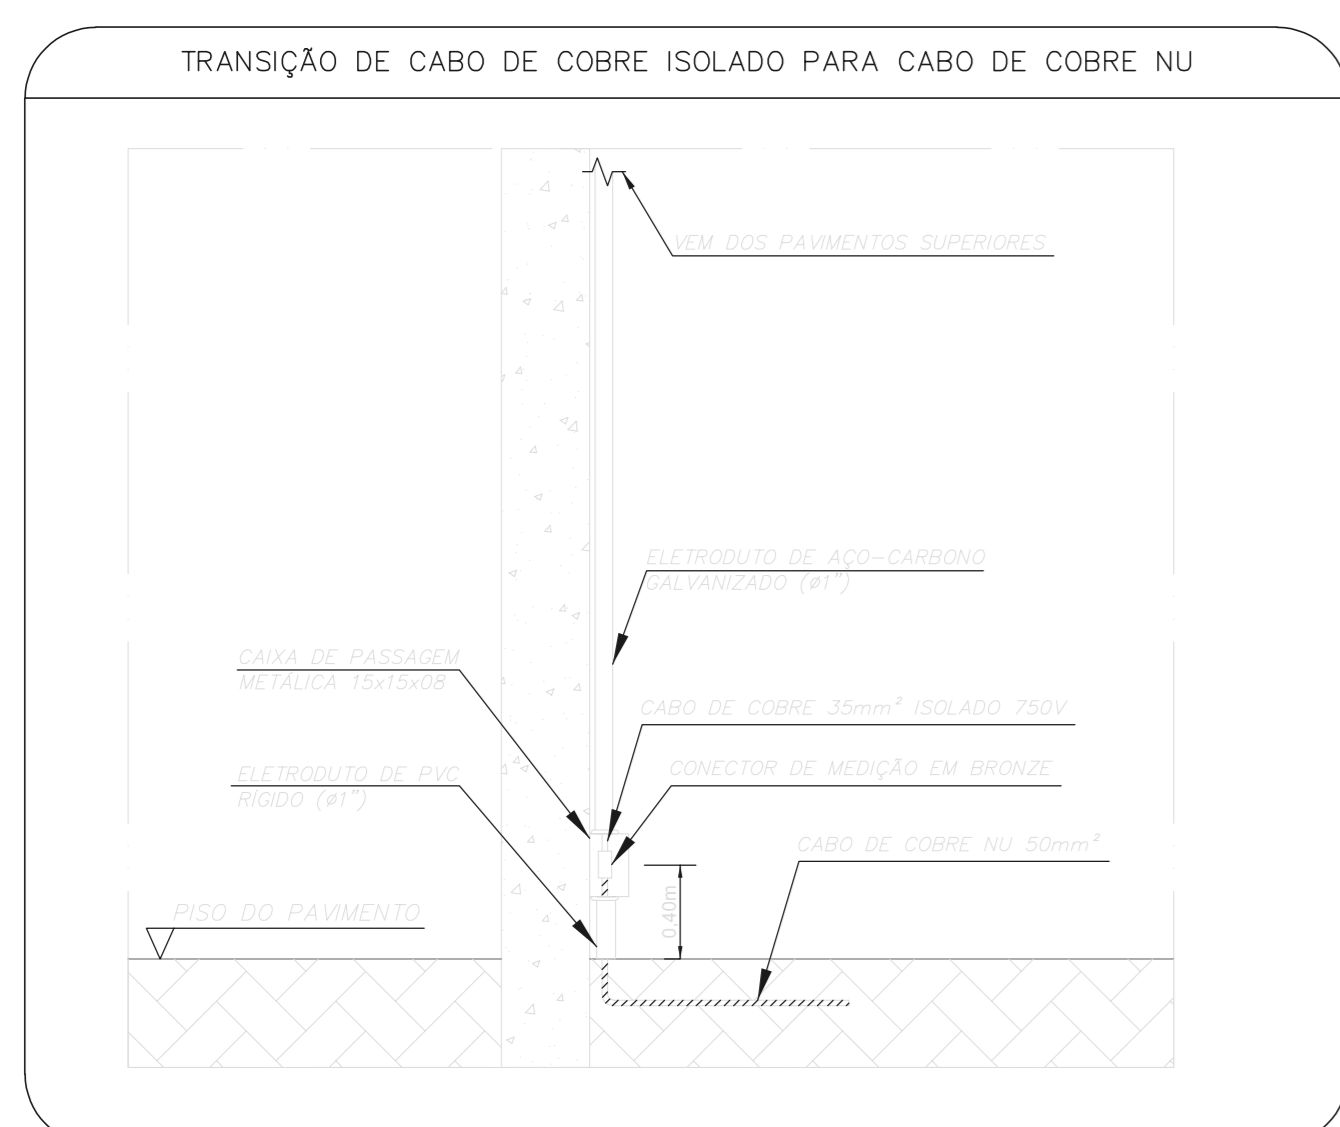 TRANSIÇÃO DE CABO DE COBRE ISOLADO PARA CABO DE COBRE NU
VEM DOS PAVIMENTOS SUPERIORES
ELETRODUTO DE AÇO-CARBONO
GALVANIZADO (ø1")
CAIXA DE PASSAGEM
METÁLICA 15x15x08
CABO DE COBRE 35mm² ISOLADO 750V
ELETRODUTO DE PVC
RÍGIDO (ø1")
CONECTOR DE MEDIÇÃO EM BRONZE
CABO DE COBRE NU 50mm²
0,40m
PISO DO PAVIMENTO